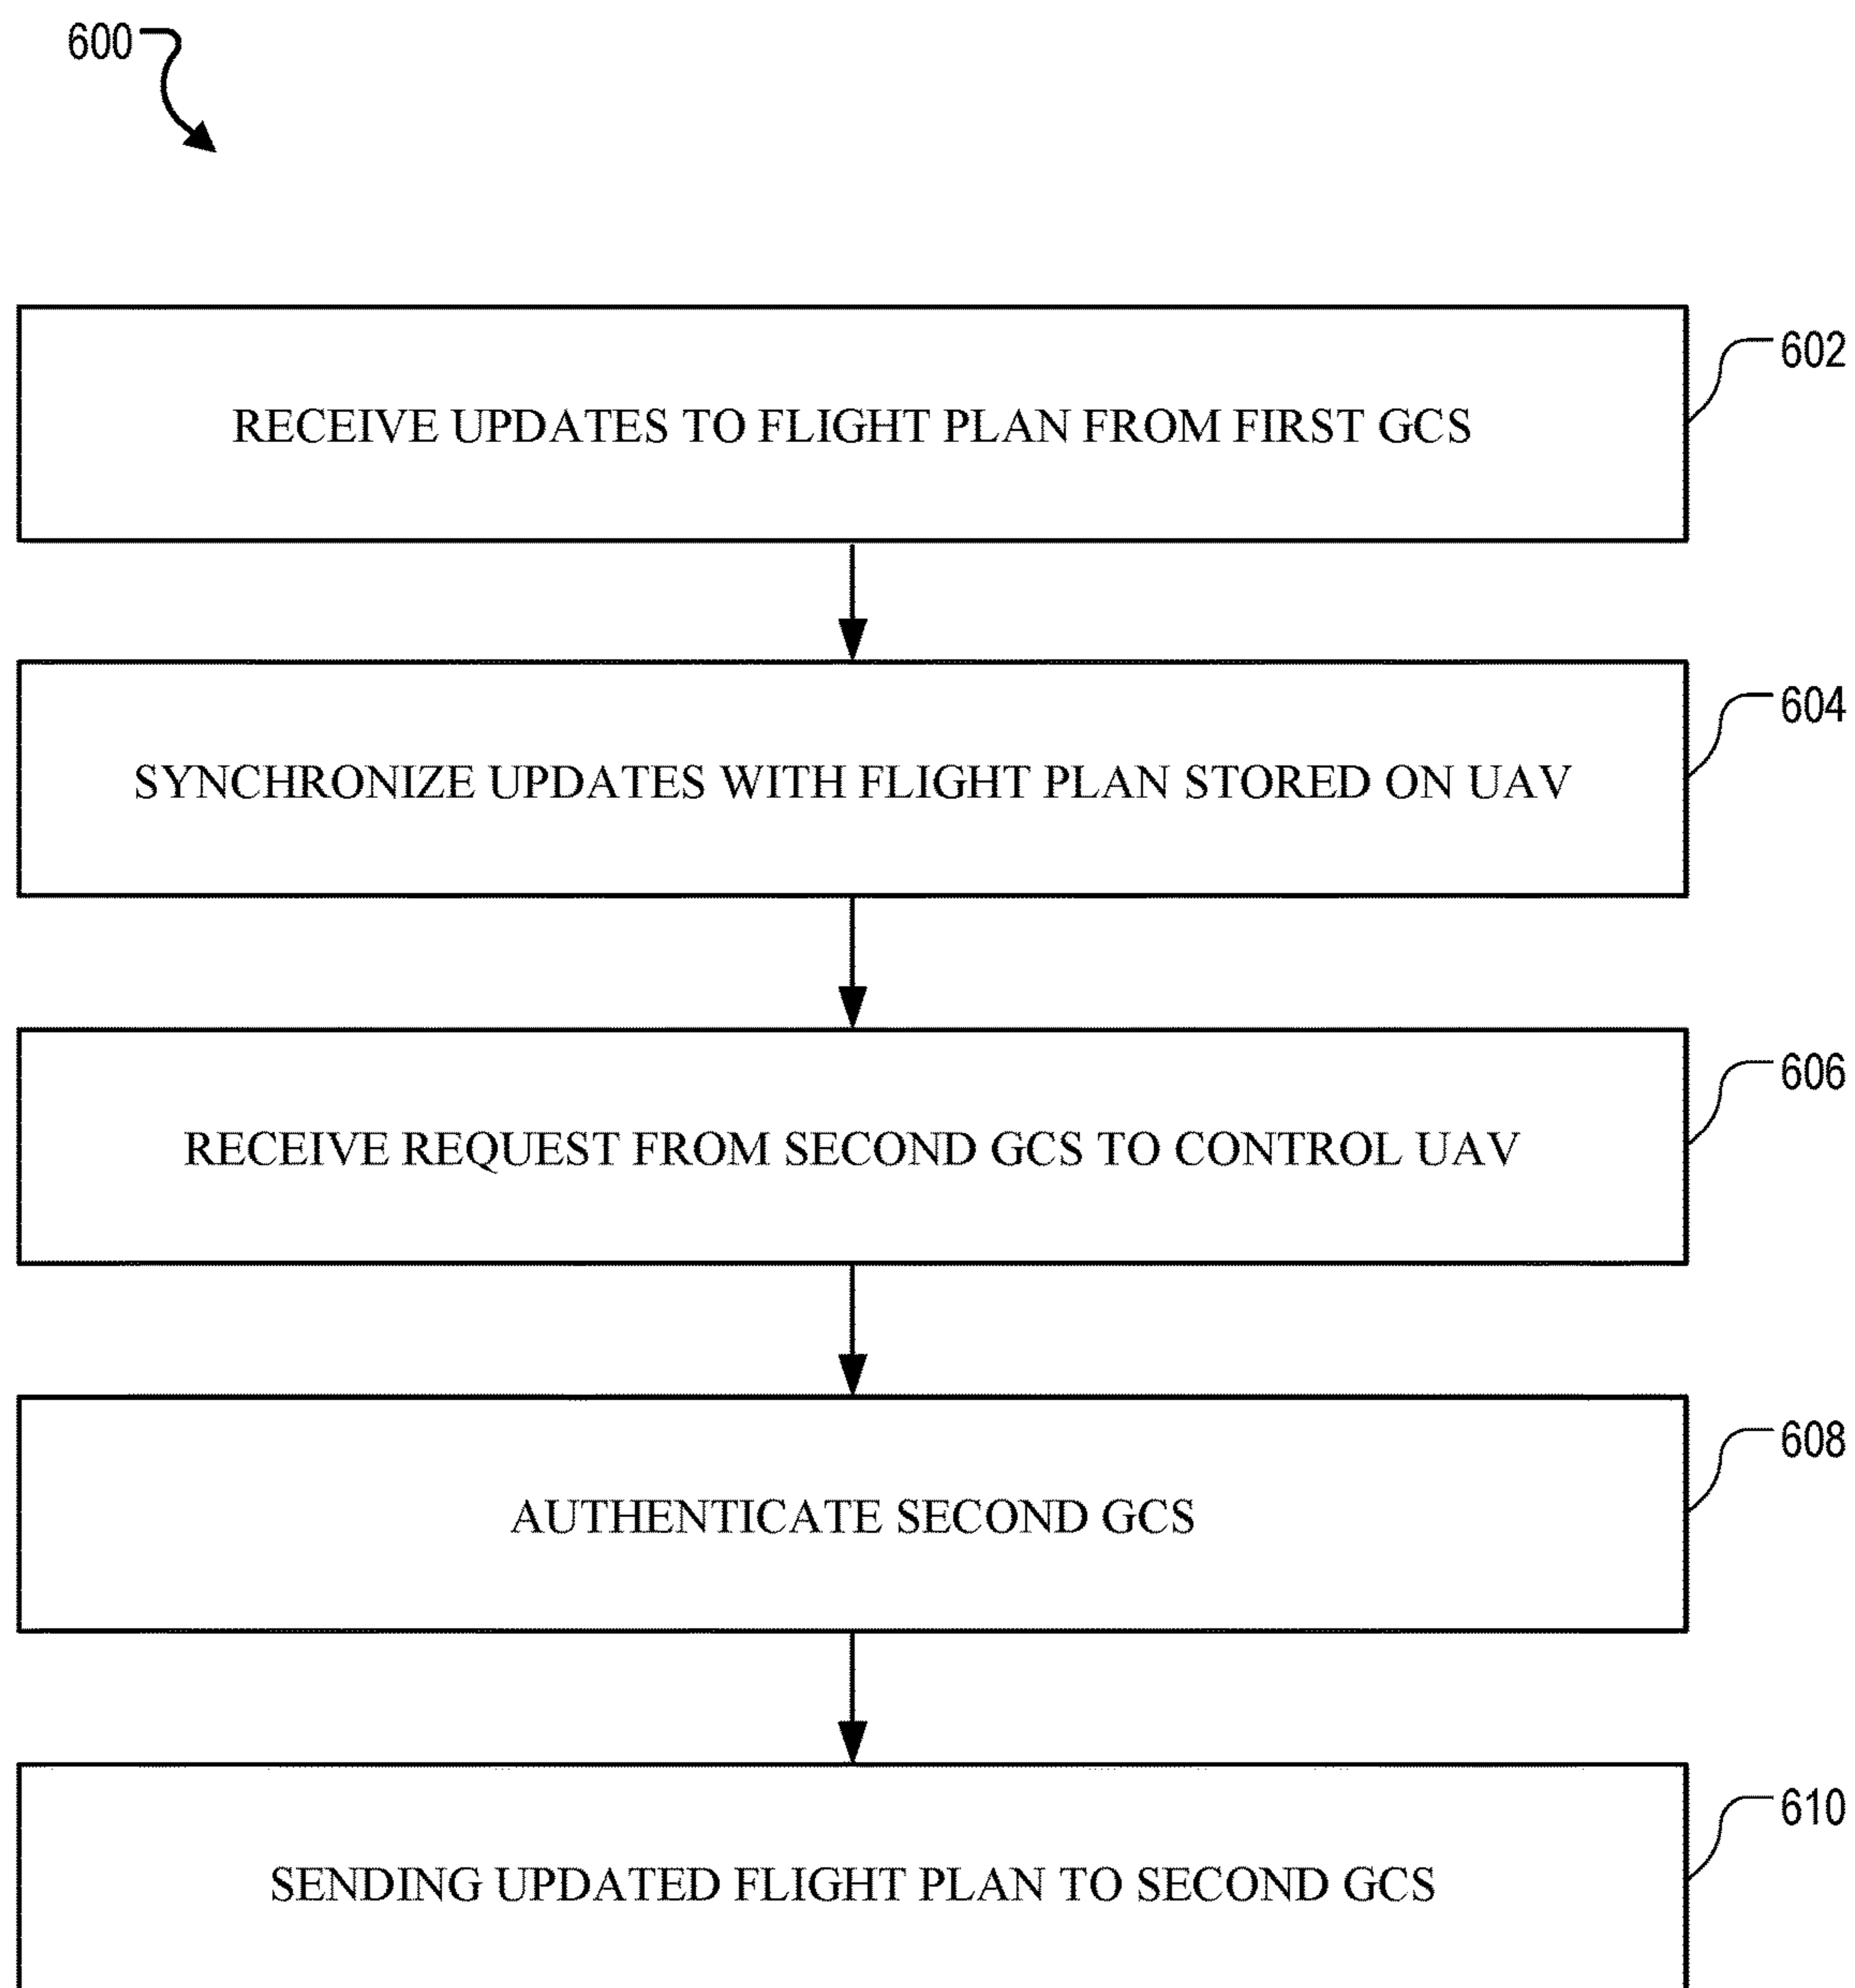 600
602
RECEIVE UPDATES TO FLIGHT PLAN FROM FIRST GCS
604
SYNCHRONIZE UPDATES WITH FLIGHT PLAN STORED ON UAV
606
RECEIVE REQUEST FROM SECOND GCS TO CONTROL UAV
608
AUTHENTICATE SECOND GCS
610
SENDING UPDATED FLIGHT PLAN TO SECOND GCS